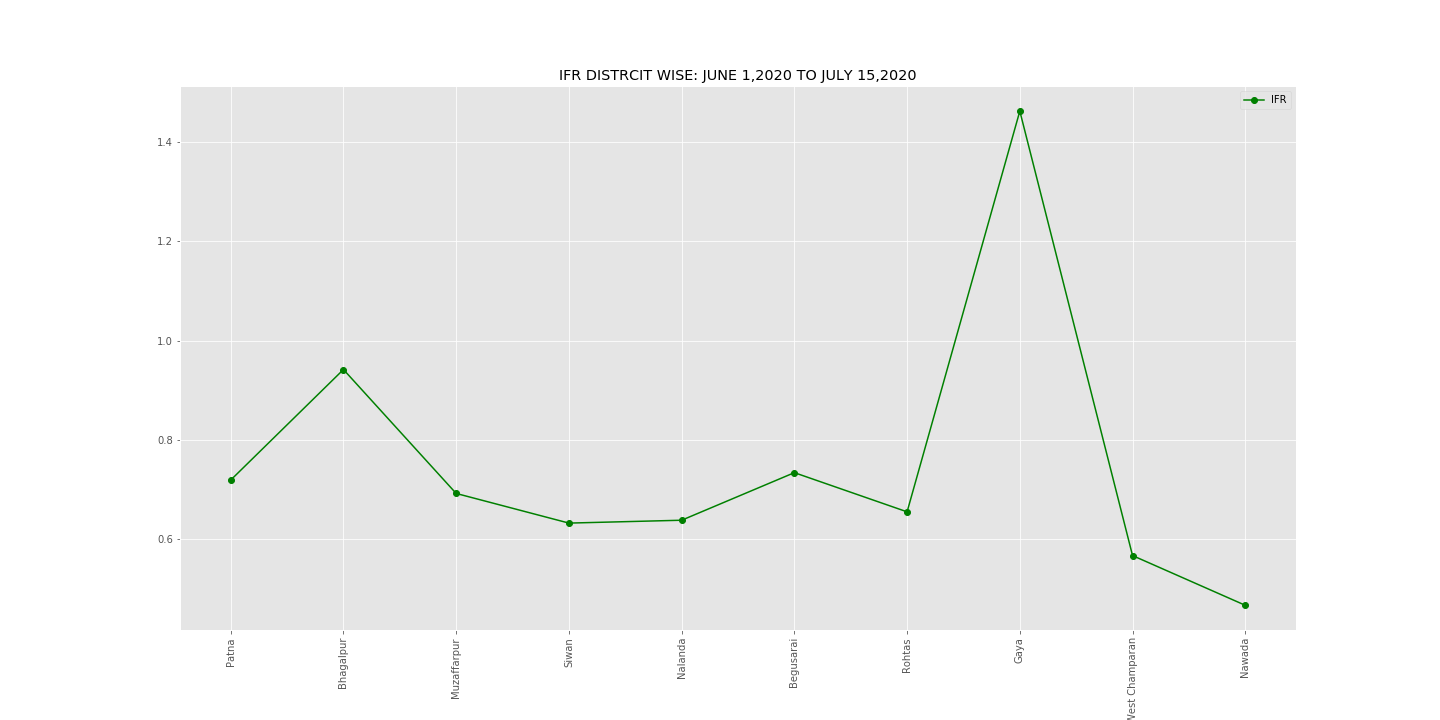 IFR DISTRCIT WISE: JUNE 1,2020 TO JULY 15,2020
IFR
1.4
1.2
1.0
0.8
0.6
Patna
Bhagalpur
Muzaffarpur
Siwan
Nalanda
Begusarai
Rohtas
Gaya
West Champaran
Nawada